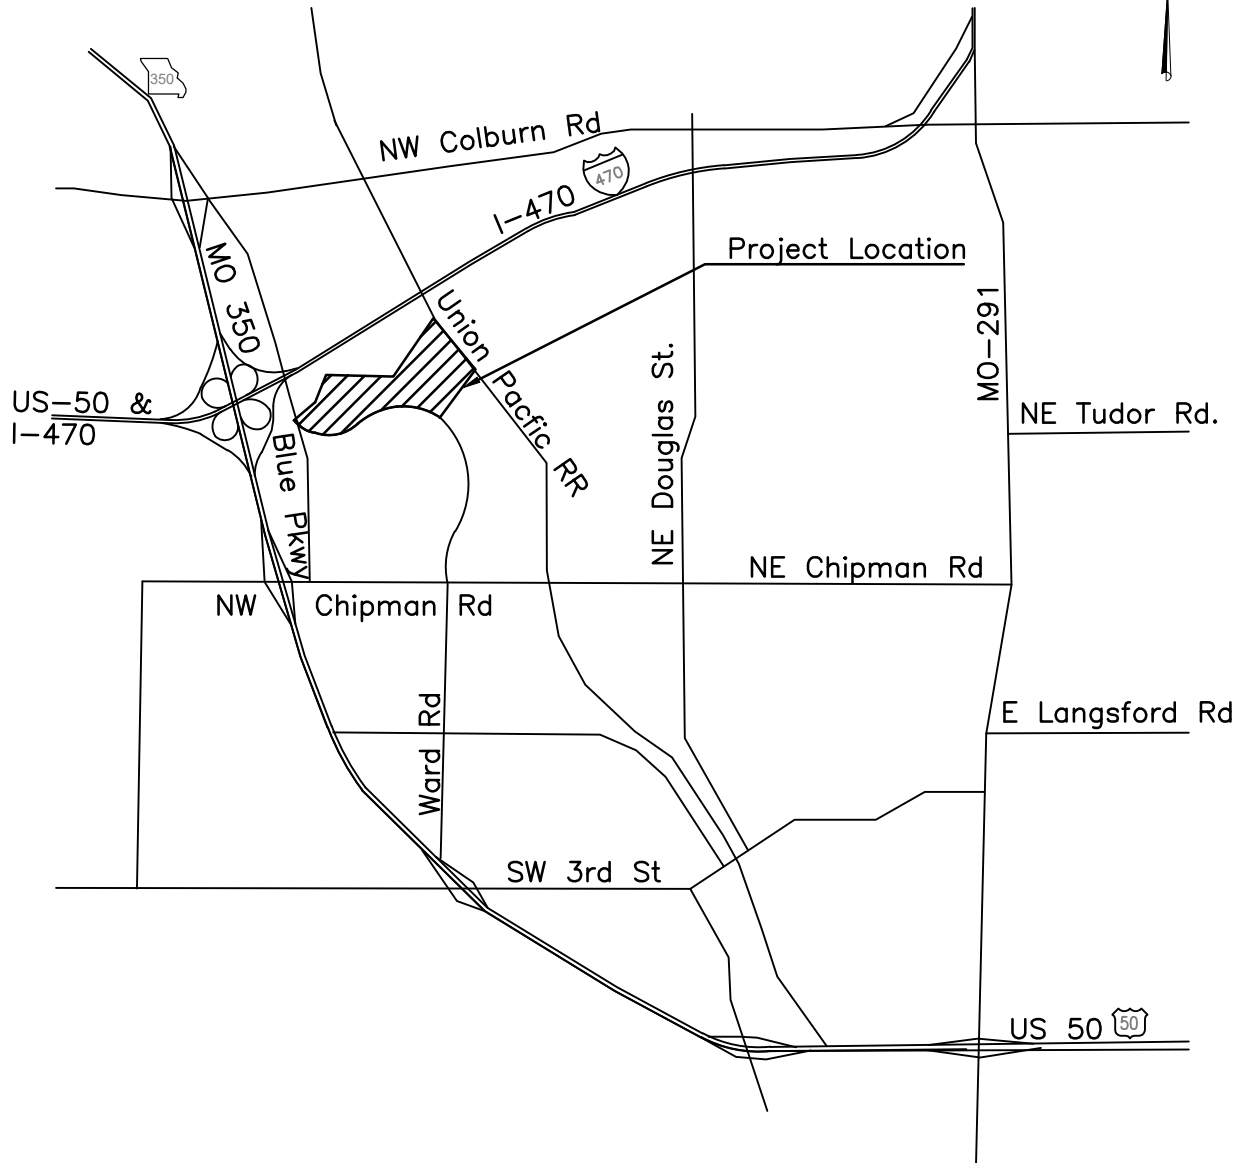 350
NW Colburn Rd
I-470
470
Project Location
MO 350
Union Pacfic RR
MO-291
US-50 &
I-470
NE Tudor Rd.
Blue Pkwy
NE Douglas St.
NE Chipman Rd
NW Chipman Rd
E Langsford Rd
Ward Rd
SW 3rd St
US 50
50